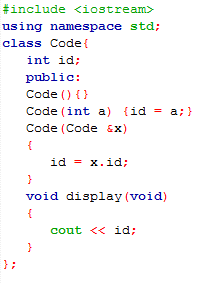 #include <iostream>
using namespace std;
class Code{
int id;
public:
Code(){}
Code(int a) {id = a;}
Code(Code &x)
{
id = x.id;
}
void display(void)
{
cout << id;
}
};